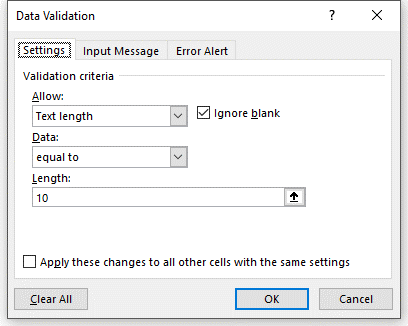 Data Validation ? ×
Settings Input Message Error Alert
Validation criteria
Allow:
Text length Ignore blank
Data:
equal to
Length:
10
Apply these changes to all other cells with the same settings
Clear All OK Cancel